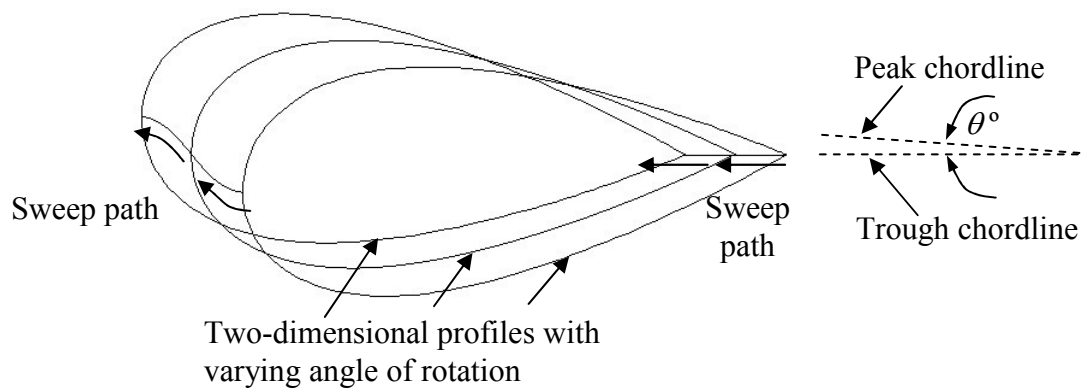 Peak chordline
θ º
Sweep path
Sweep
path
Trough chordline
Two-dimensional profiles with
varying angle of rotation